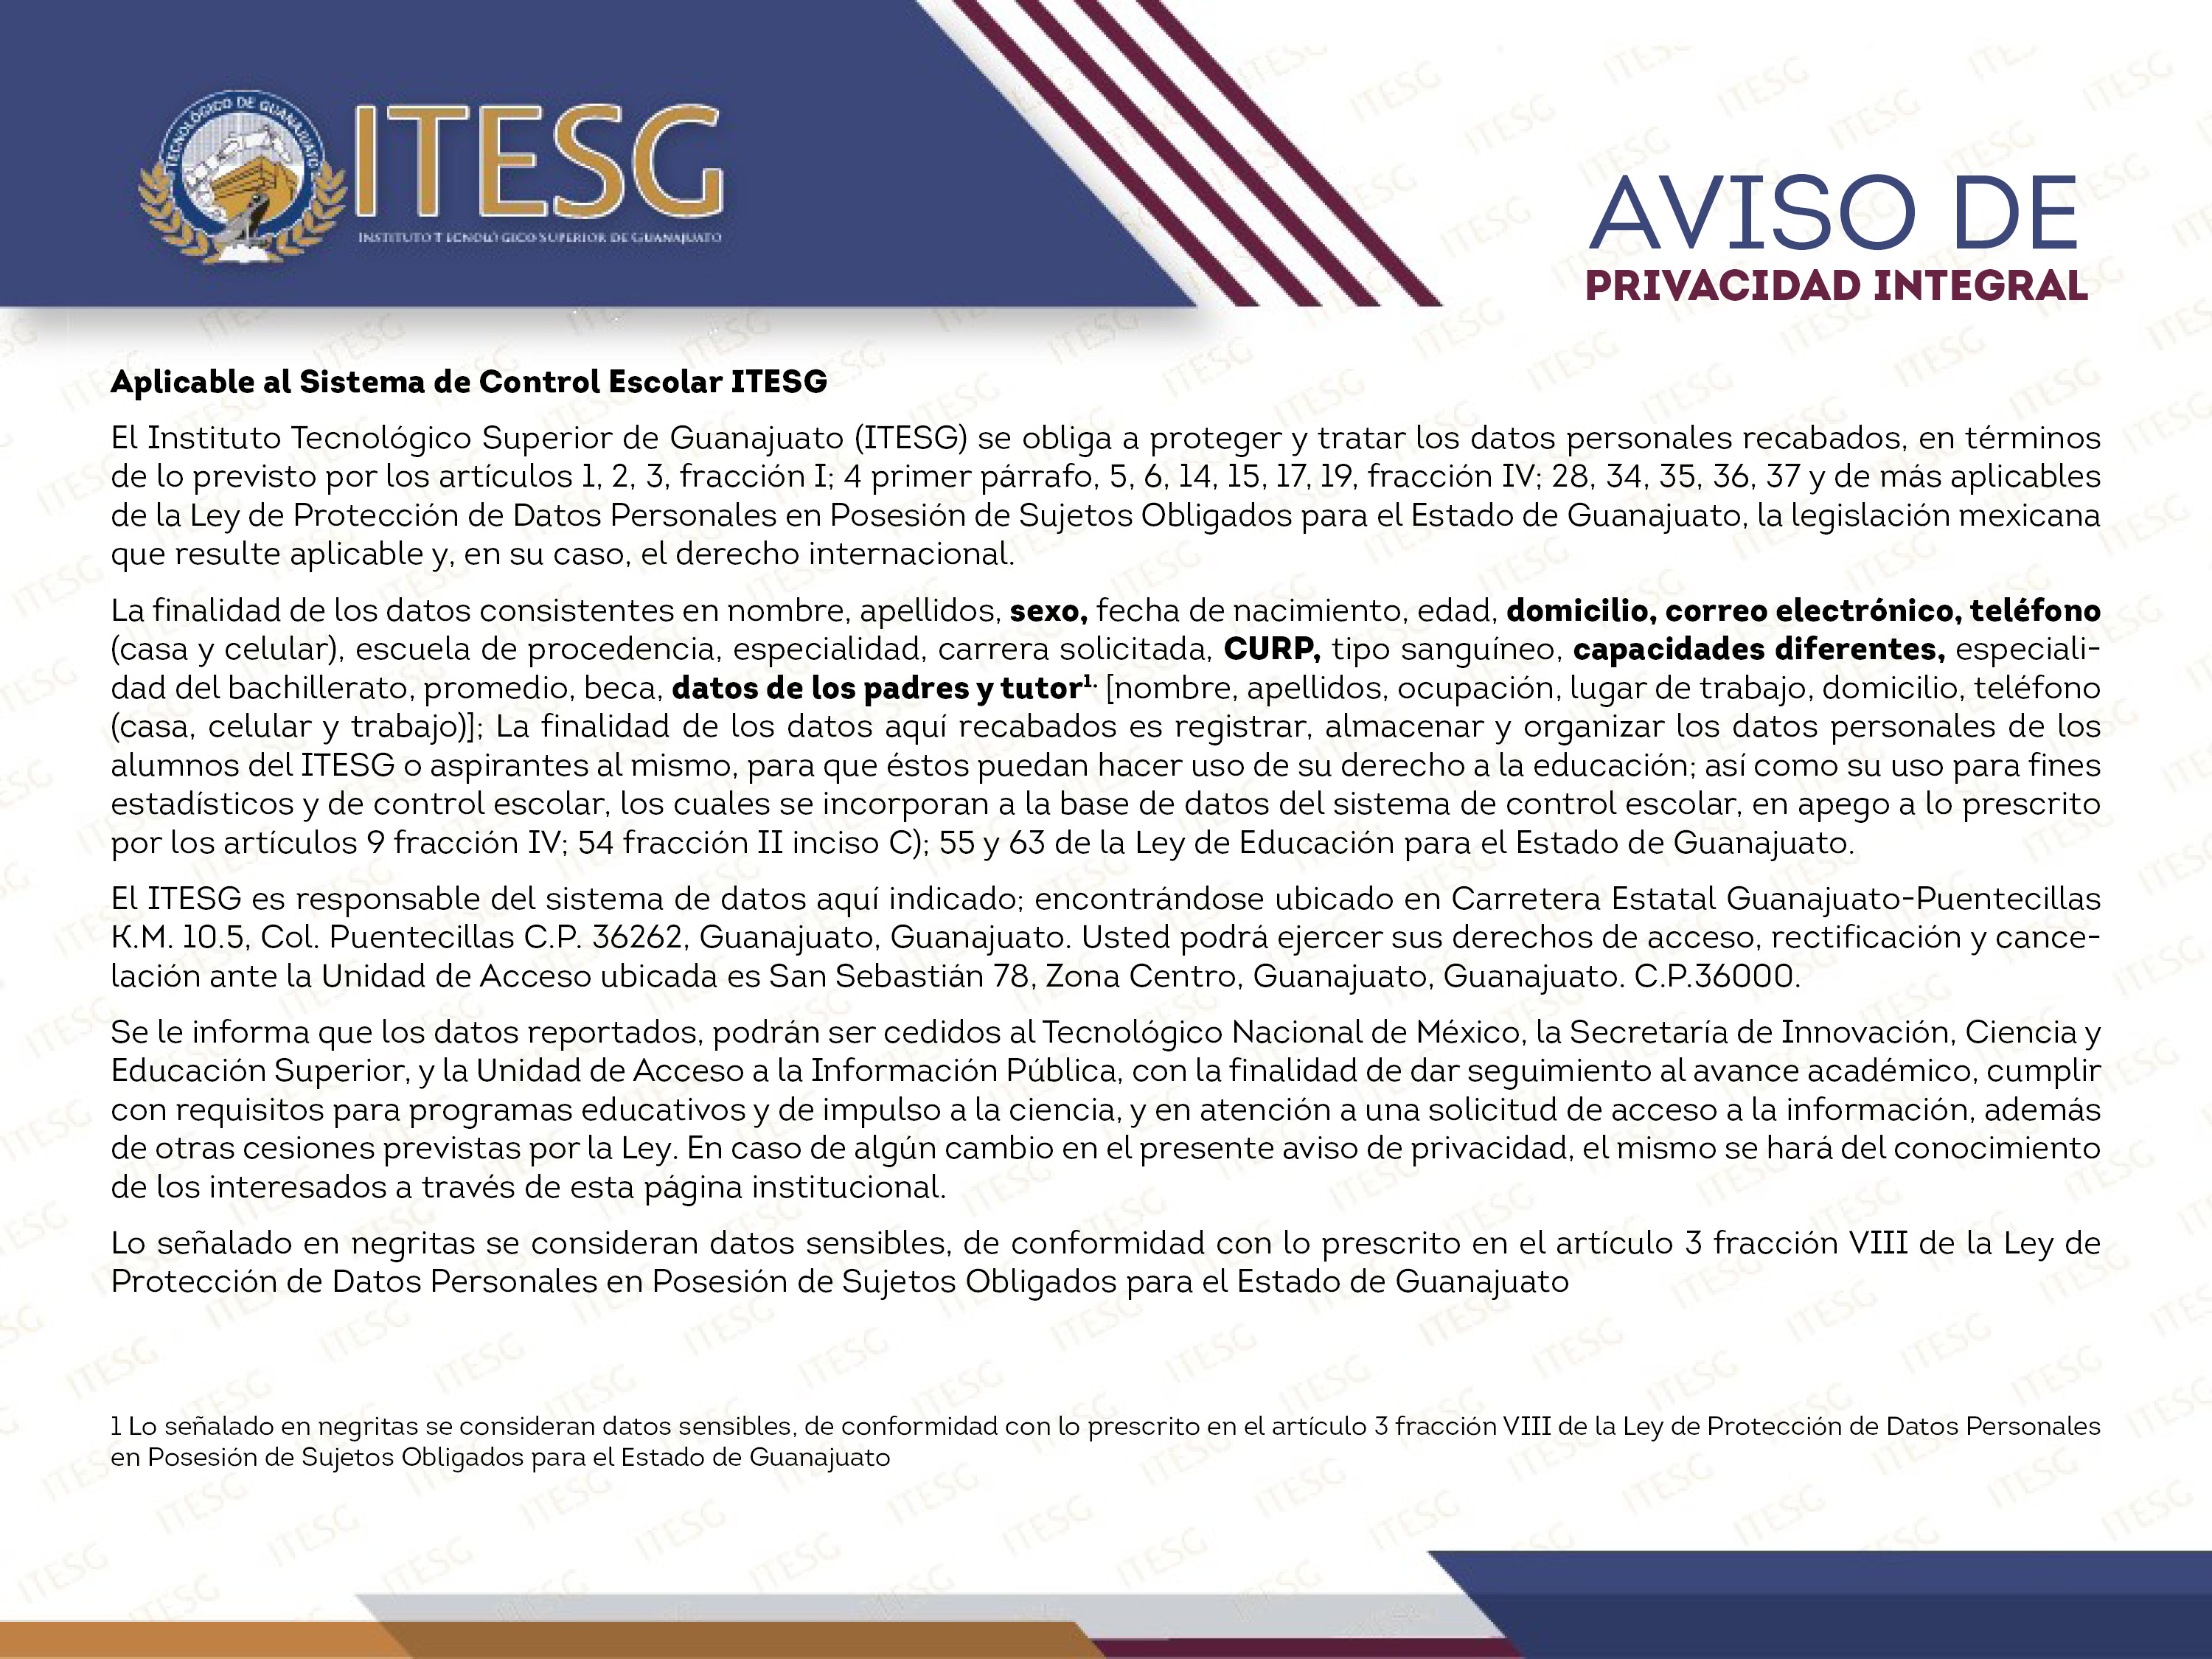 TECNOLÓGICO DE GUANAJUATO
ITESG
INSTITUTO TECNOLÓGICO SUPERIOR DE GUANAJUATO
AVISO DE
PRIVACIDAD INTEGRAL
Aplicable al Sistema de Control Escolar ITESG
El Instituto Tecnológico Superior de Guanajuato (ITESG) se obliga a proteger y tratar los datos personales recabados, en términos
de lo previsto por los artículos 1, 2, 3, fracción I; 4 primer párrafo, 5, 6, 14, 15, 17, 19, fracción IV; 28, 34, 35, 36, 37 y de más aplicables
de la Ley de Protección de Datos Personales en Posesión de Sujetos Obligados para el Estado de Guanajuato, la legislación mexicana
que resulte aplicable y, en su caso, el derecho internacional.
La finalidad de los datos consistentes en nombre, apellidos, sexo, fecha de nacimiento, edad, domicilio, correo electrónico, teléfono
(casa y celular), escuela de procedencia, especialidad, carrera solicitada, CURP, tipo sanguíneo, capacidades diferentes, especiali-
dad del bachillerato, promedio, beca, datos de los padres y tutor¹· [nombre, apellidos, ocupación, lugar de trabajo, domicilio, teléfono
(casa, celular y trabajo)]; La finalidad de los datos aquí recabados es registrar, almacenar y organizar los datos personales de los
alumnos del ITESG o aspirantes al mismo, para que éstos puedan hacer uso de su derecho a la educación; así como su uso para fines
estadísticos y de control escolar, los cuales se incorporan a la base de datos del sistema de control escolar, en apego a lo prescrito
por los artículos 9 fracción IV; 54 fracción II inciso C); 55 y 63 de la Ley de Educación para el Estado de Guanajuato.
El ITESG es responsable del sistema de datos aquí indicado; encontrándose ubicado en Carretera Estatal Guanajuato-Puentecillas
K.M. 10.5, Col. Puentecillas C.P. 36262, Guanajuato, Guanajuato. Usted podrá ejercer sus derechos de acceso, rectificación y cance-
lación ante la Unidad de Acceso ubicada es San Sebastián 78, Zona Centro, Guanajuato, Guanajuato. C.P.36000.
Se le informa que los datos reportados, podrán ser cedidos al Tecnológico Nacional de México, la Secretaría de Innovación, Ciencia y
Educación Superior, y la Unidad de Acceso a la Información Pública, con la finalidad de dar seguimiento al avance académico, cumplir
con requisitos para programas educativos y de impulso a la ciencia, y en atención a una solicitud de acceso a la información, además
de otras cesiones previstas por la Ley. En caso de algún cambio en el presente aviso de privacidad, el mismo se hará del conocimiento
de los interesados a través de esta página institucional.
Lo señalado en negritas se consideran datos sensibles, de conformidad con lo prescrito en el artículo 3 fracción VIII de la Ley de
Protección de Datos Personales en Posesión de Sujetos Obligados para el Estado de Guanajuato
1 Lo señalado en negritas se consideran datos sensibles, de conformidad con lo prescrito en el artículo 3 fracción VIII de la Ley de Protección de Datos Personales
en Posesión de Sujetos Obligados para el Estado de Guanajuato